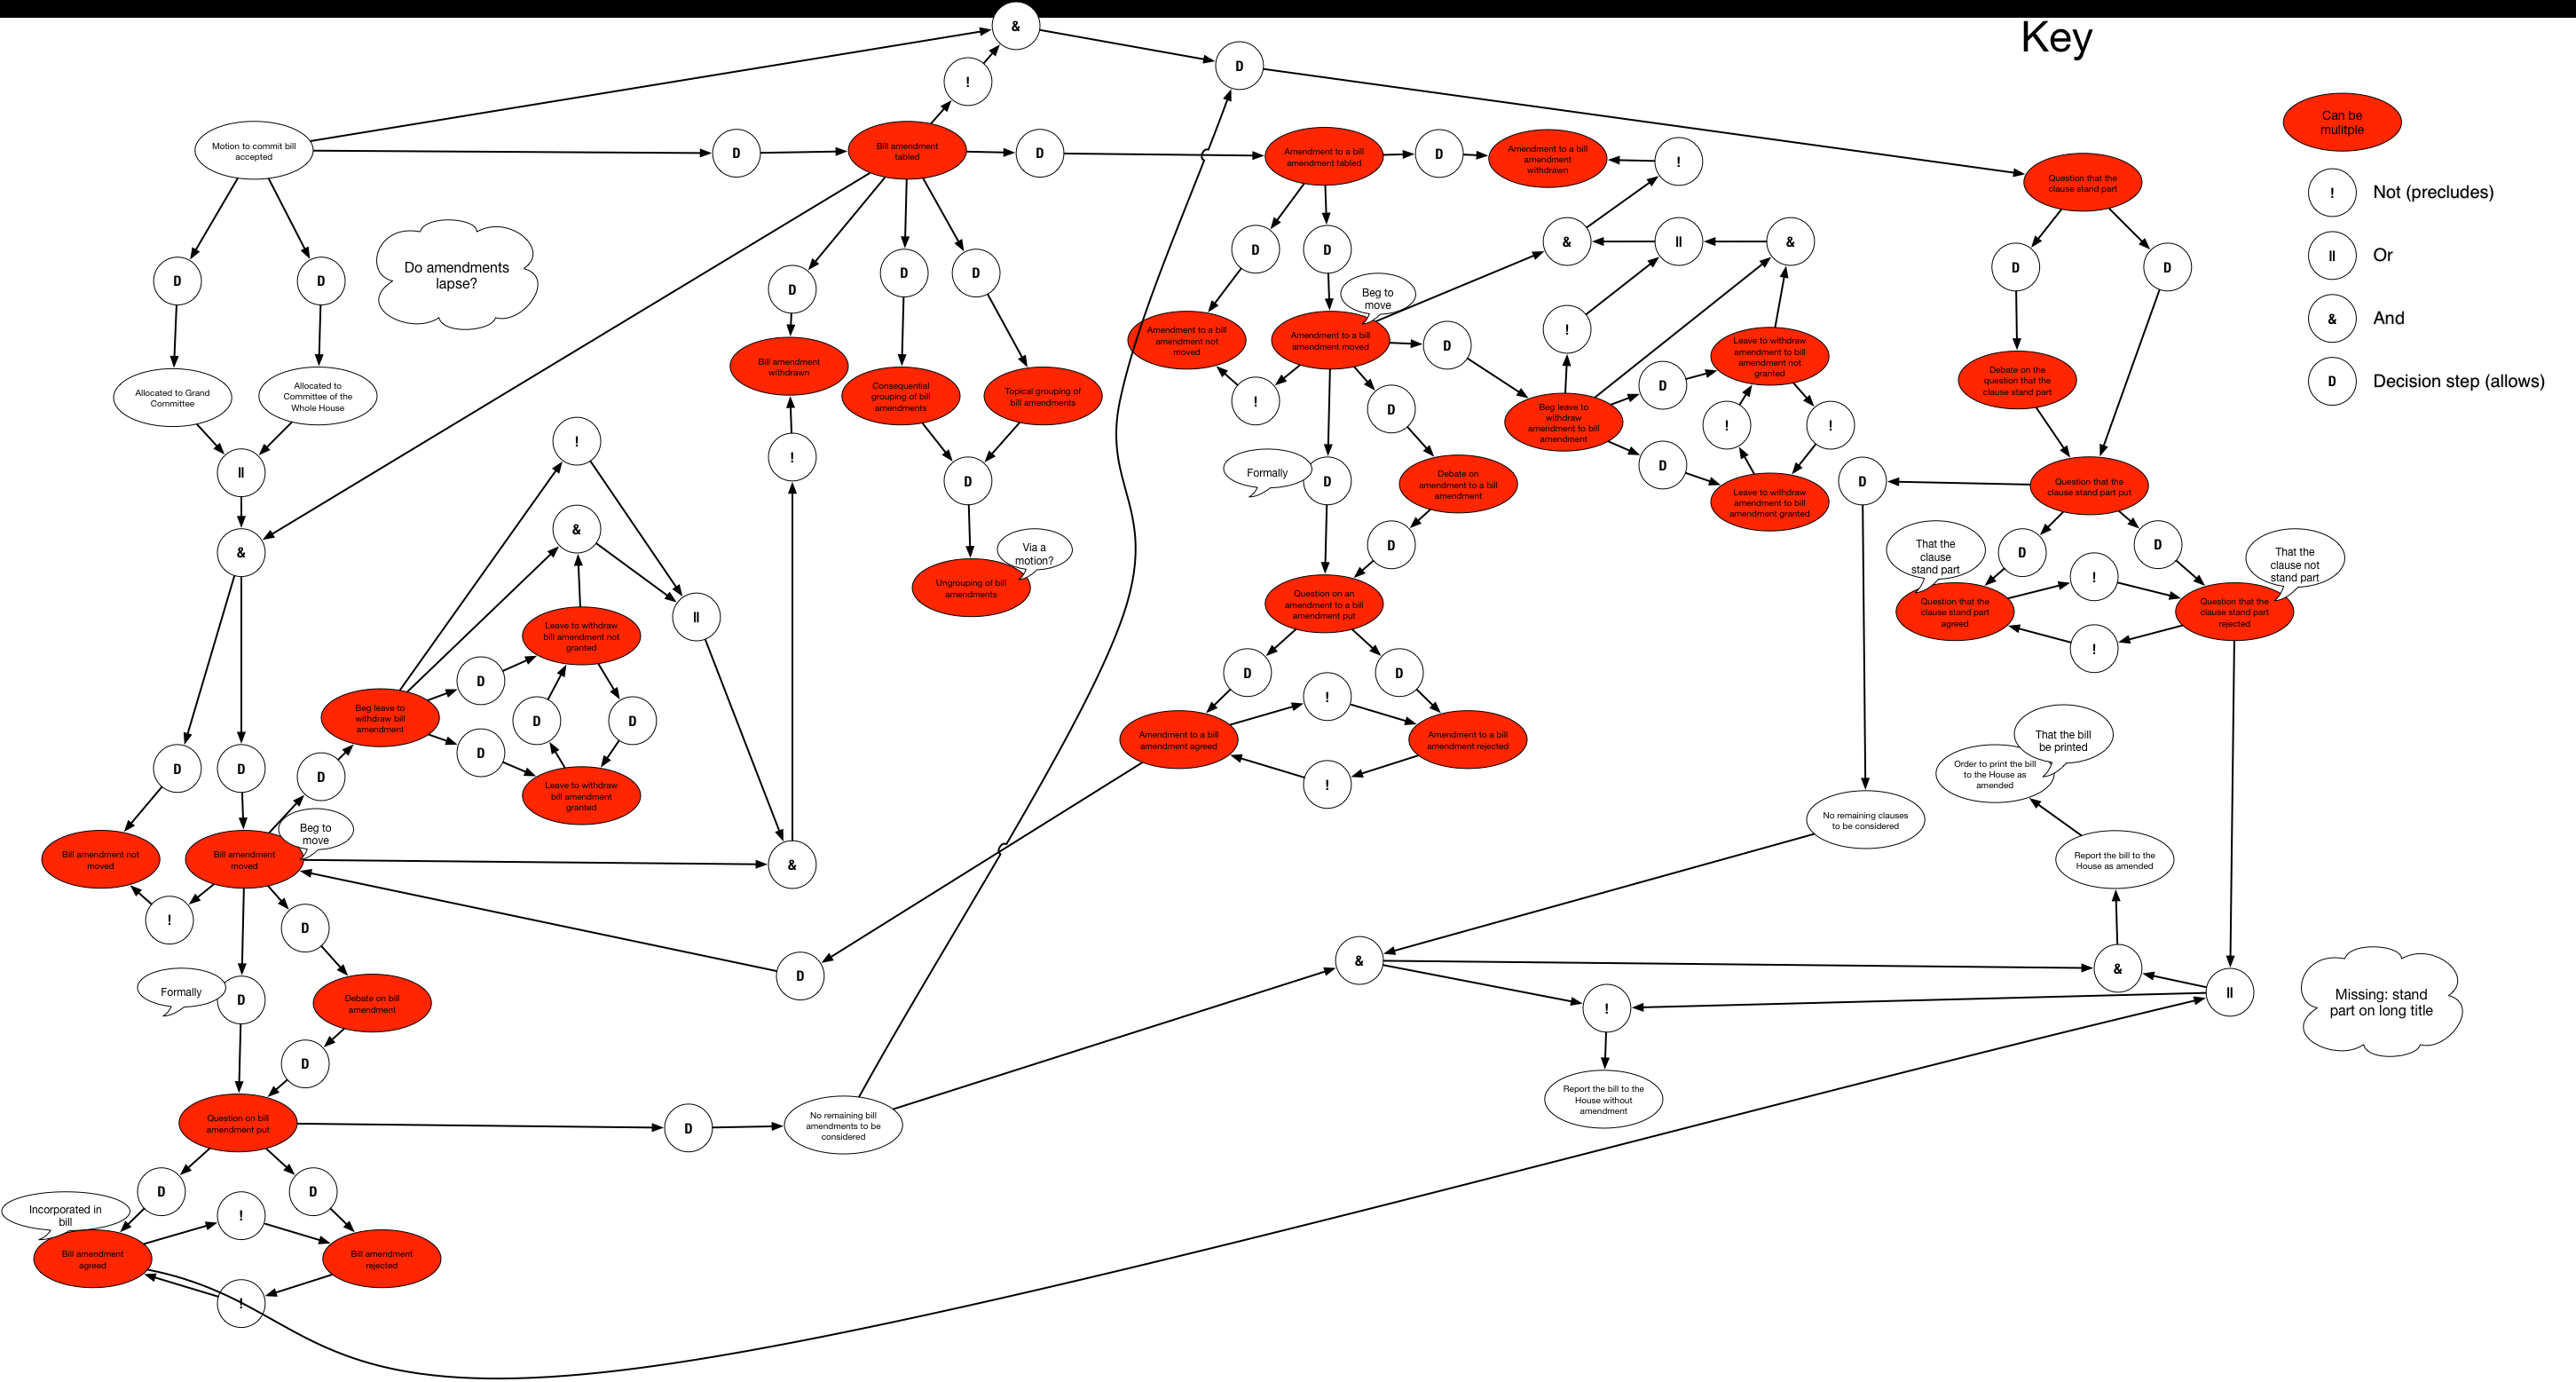 &
Key
D
!
Can be
mulitple
Motion to commit bill
accepted
D
Bill amendment
tabled
D
Amendment to a bill
amendment tabled
D
Amendment to a bill
amendment
withdrawn
!
Question that the
clause stand part
!
Not (precludes)
D
D
Do amendments
lapse?
D
D
D
D
D
&
||
&
D
D
||
Or
Beg to
move
&
And
Bill amendment
withdrawn
Amendment to a bill
amendment not
moved
Amendment to a bill
amendment moved
D
!
Leave to withdraw
amendment to bill
amendment not
granted
Debate on the
question that the
clause stand part
D
Decision step (allows)
Allocated to Grand
Committee
Allocated to
Committee of the
Whole House
Consequential
grouping of bill
amendments
Topical grouping of
bill amendments
!
D
D
Beg leave to
withdraw
amendment to bill
amendment
!
!
||
!
!
D
Formally
D
Debate on
amendment to a bill
amendment
D
Leave to withdraw
amendment to bill
amendment granted
D
Question that the
clause stand part put
&
&
Via a
motion?
D
That the
clause
stand part
D
D
That the
clause not
stand part
Ungrouping of bill
amendments
Question on an
amendment to a bill
amendment put
!
Question that the
clause stand part
agreed
Question that the
clause stand part
rejected
!
Leave to withdraw
bill amendment not
granted
||
D
D
D
Beg leave to
withdraw bill
amendment
D
D
D
!
Amendment to a bill
amendment agreed
Amendment to a bill
amendment rejected
!
That the bill
be printed
Order to print the bill
to the House as
amended
D
D
D
Leave to withdraw
bill amendment
granted
Beg to
move
No remaining clauses
to be considered
Bill amendment not
moved
Bill amendment
moved
&
Report the bill to the
House as amended
!
D
D
&
&
||
Formally
D
Debate on bill
amendment
!
Missing: stand
part on long title
D
Report the bill to the
House without
amendment
Question on bill
amendment put
D
No remaining bill
amendments to be
considered
D
D
Incorporated in
bill
!
Bill amendment
agreed
Bill amendment
rejected
!